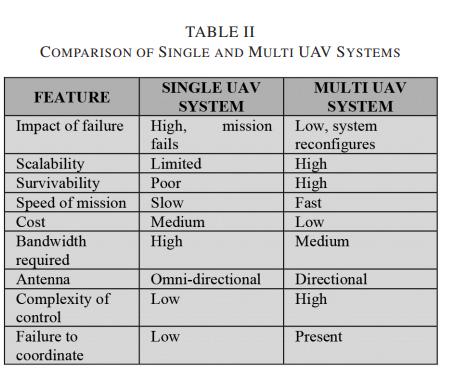 TABLE II
COMPARISON OF SINGLE AND MULTI UAV SYSTEMS
FEATURE
SINGLE UAV
SYSTEM
MULTI UAV
SYSTEM
Impact of failure
High, mission
fails
Low, system
reconfigures
Scalability
Limited
High
Survivability
Poor
High
Speed of mission
Slow
Fast
Cost
Medium
Low
Bandwidth
required
High
Medium
Antenna
Omni-directional
Directional
Complexity of
control
Low
High
Failure to
coordinate
Low
Present